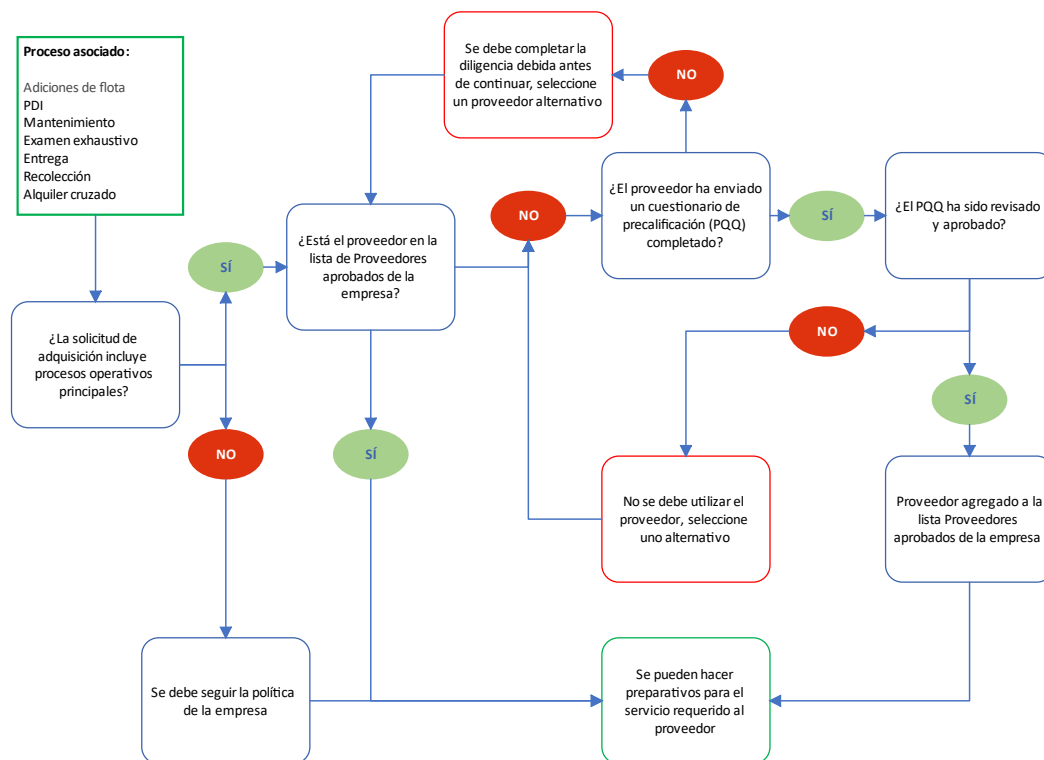 Proceso asociado:
Adiciones de flota
PDI
Mantenimiento
Examen exhaustivo
Entrega
Recolección
Alquiler cruzado
Se debe completar la
diligencia debida antes
de continuar, seleccione
un proveedor alternativo
NO
¿Está el proveedor en la
lista de Proveedores
aprobados de la
empresa?
NO
¿El proveedor ha enviado
un cuestionario de
precalificación (PQQ)
completado?
SÍ
¿El PQQ ha sido revisado
y aprobado?
SÍ
¿La solicitud de
adquisición incluye
procesos operativos
principales?
NO
SÍ
NO
SÍ
No se debe utilizar el
proveedor, seleccione
uno alternativo
Proveedor agregado a la
lista Proveedores
aprobados de la empresa
Se debe seguir la política
de la empresa
Se pueden hacer
preparativos para el
servicio requerido al
proveedor